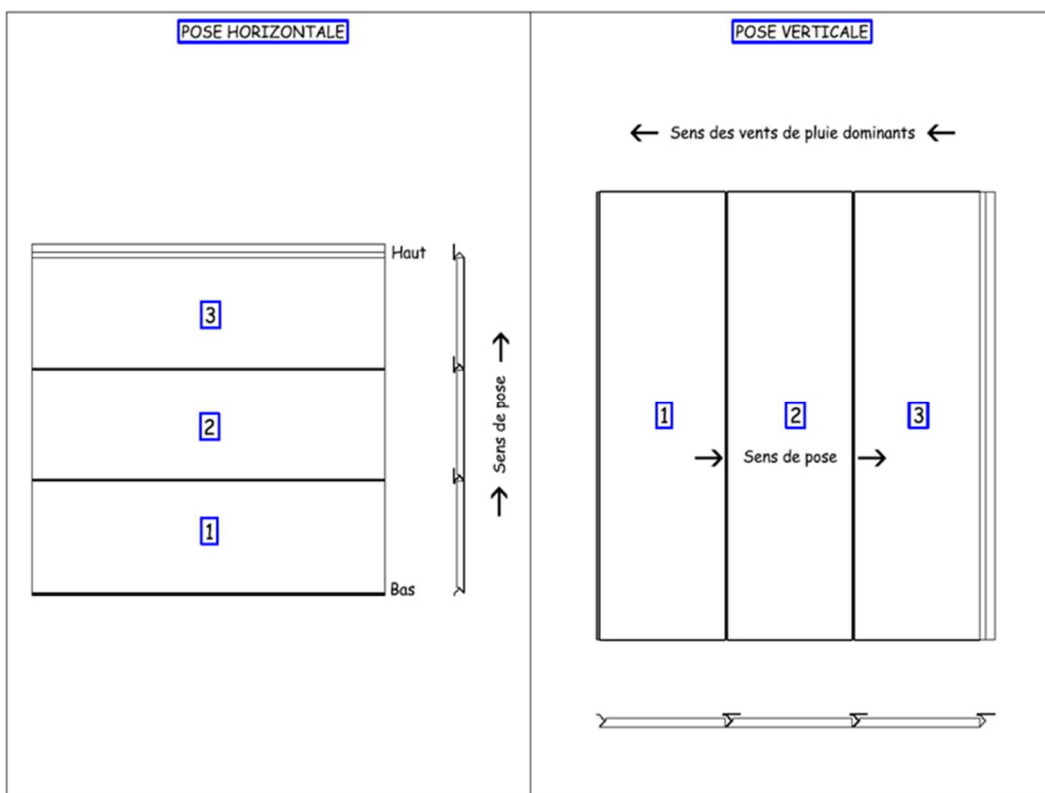 POSE HORIZONTALE
Haut
3
2
1
Bas
Sens de pose
POSE VERTICALE
Sens des vents de pluie dominants
1
2
3
Sens de pose